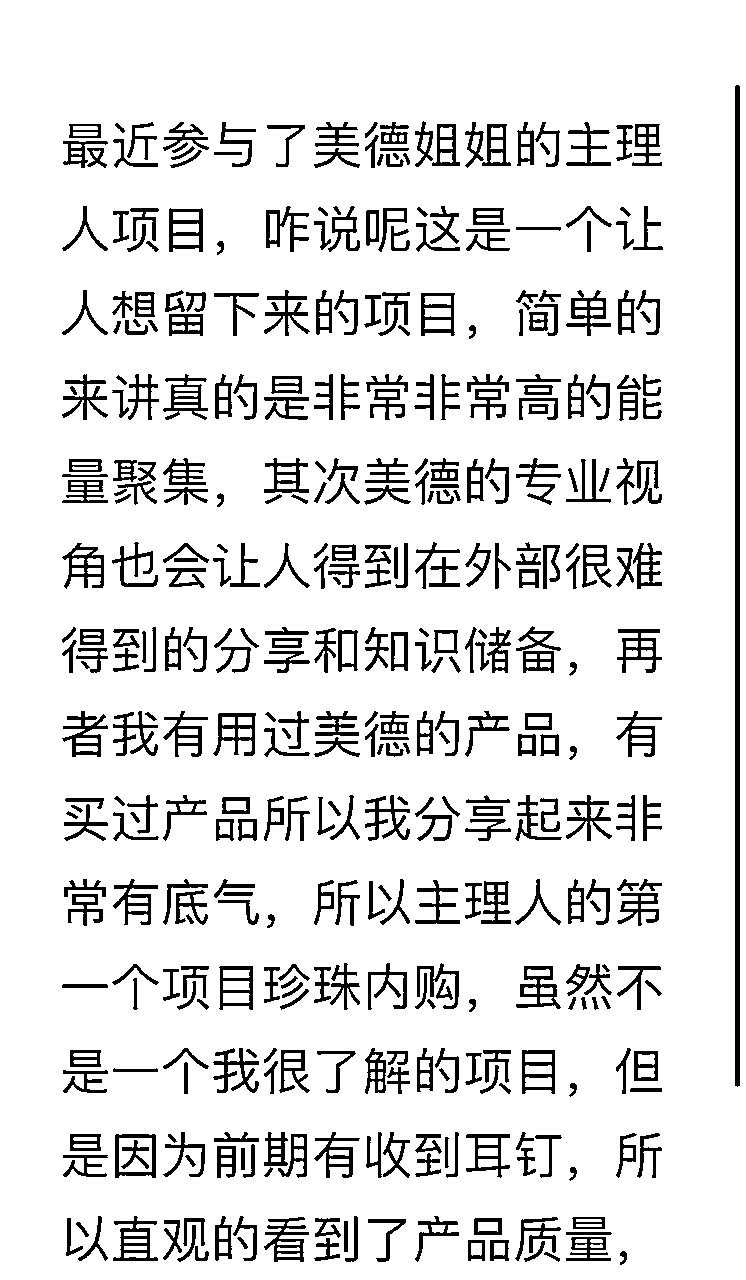 最近参与了美德姐姐的主理
人项目，咋说呢这是一个让
人想留下来的项目，简单的
来讲真的是非常非常高的能
量聚集，其次美德的专业视
角也会让人得到在外部很难
得到的分享和知识储备，再
者我有用过美德的产品，有
买过产品所以我分享起来非
常有底气，所以主理人的第
一个项目珍珠内购，虽然不
是一个我很了解的项目，但
是因为前期有收到耳钉，所
以直观的看到了产品质量，